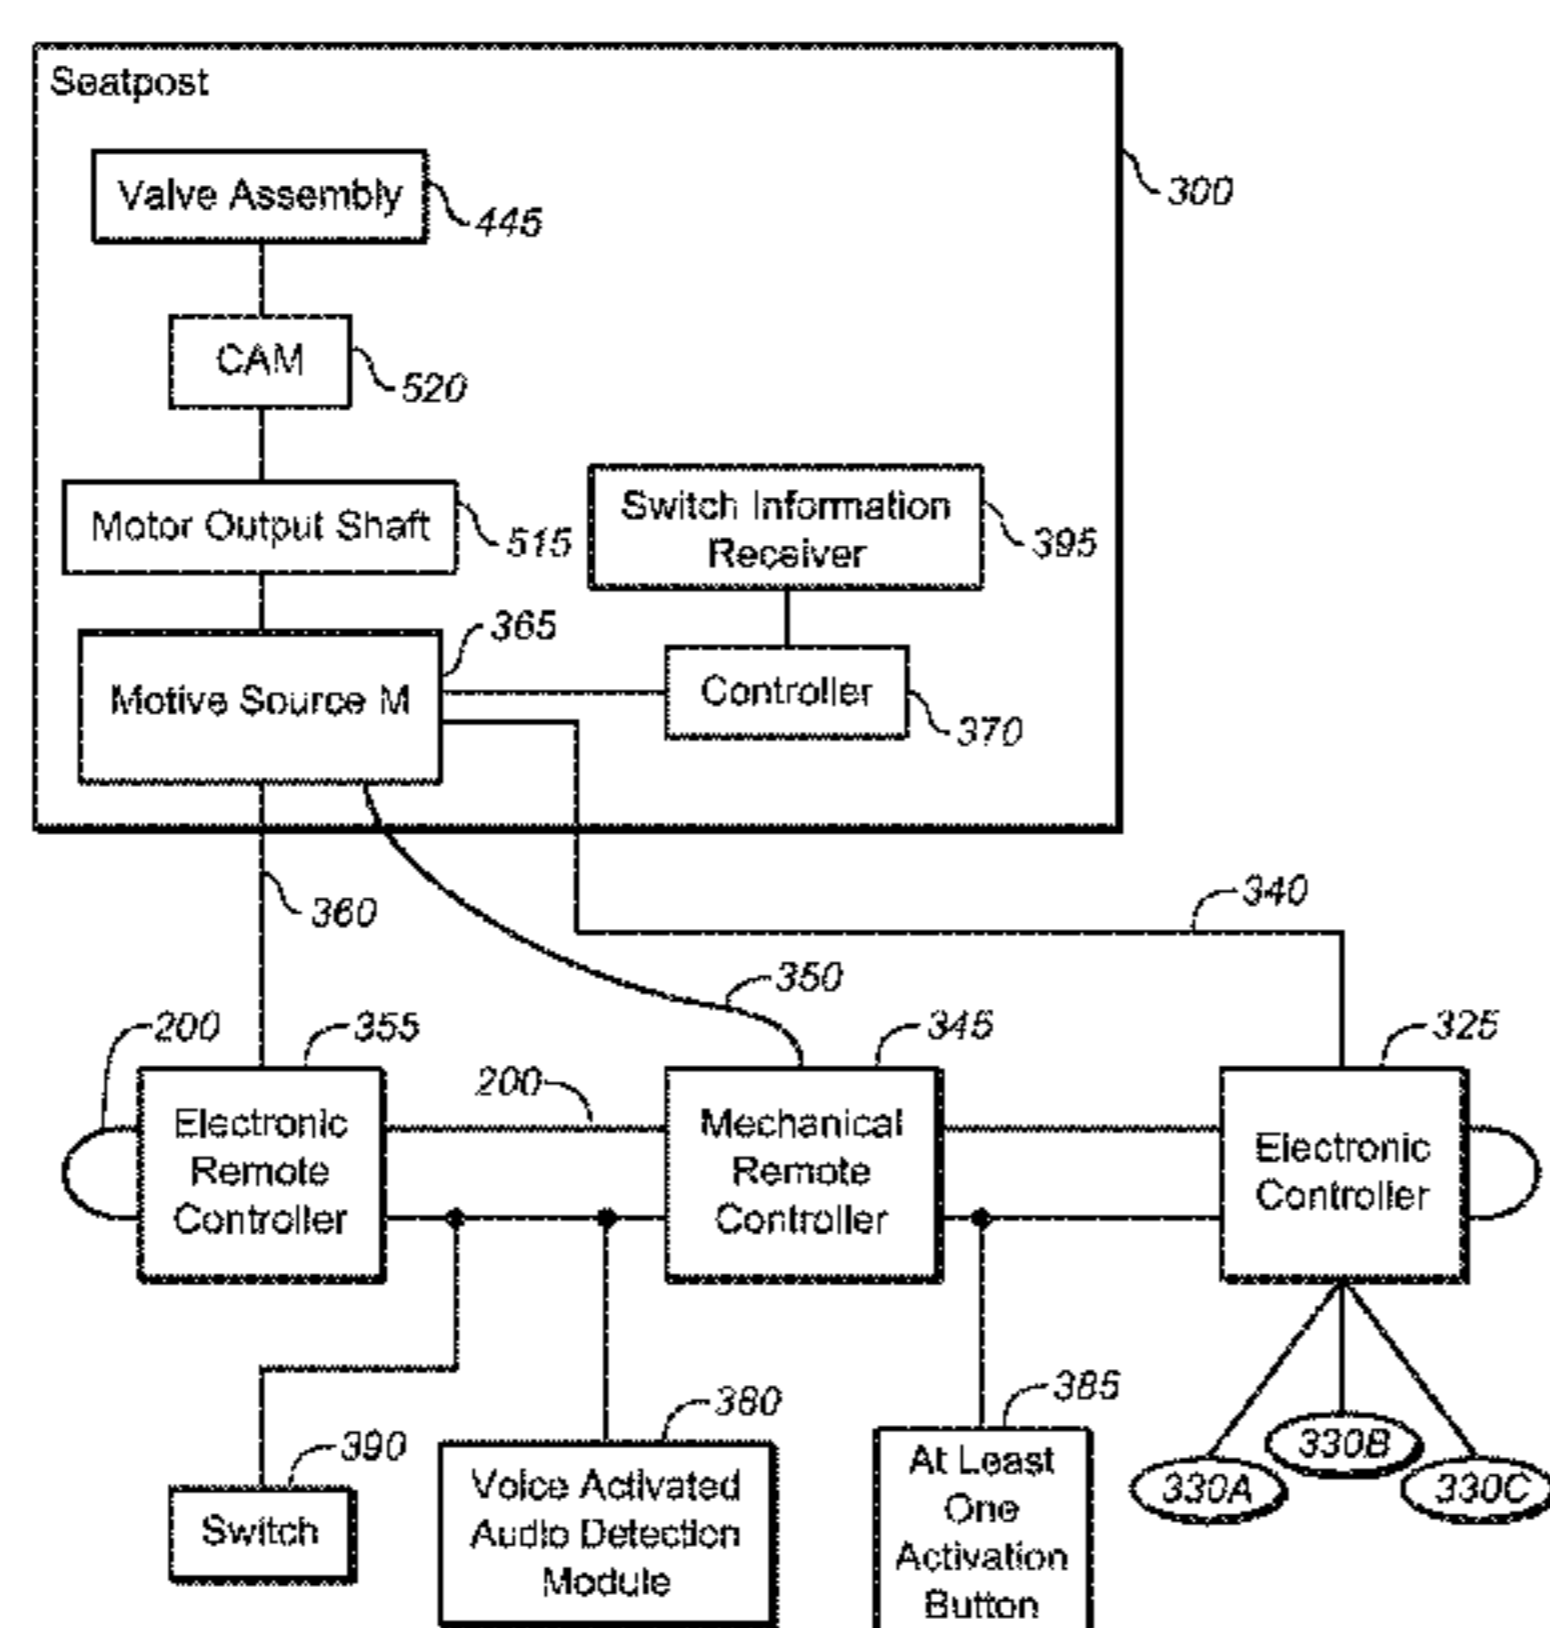 Seatpost
Valve Assembly
445
300
CAM
520
Motor Output Shaft
515
Switch Information
Receiver
395
Motive Source M
365
Controller
370
360
340
350
200
355
200
345
325
Electronic
Remote
Controller
Mechanical
Remote
Controller
Electronic
Controller
390
Switch
380
Voice Activated
Audio Detection
Module
385
At Least
One
Activation
Button
330A
330B
330C